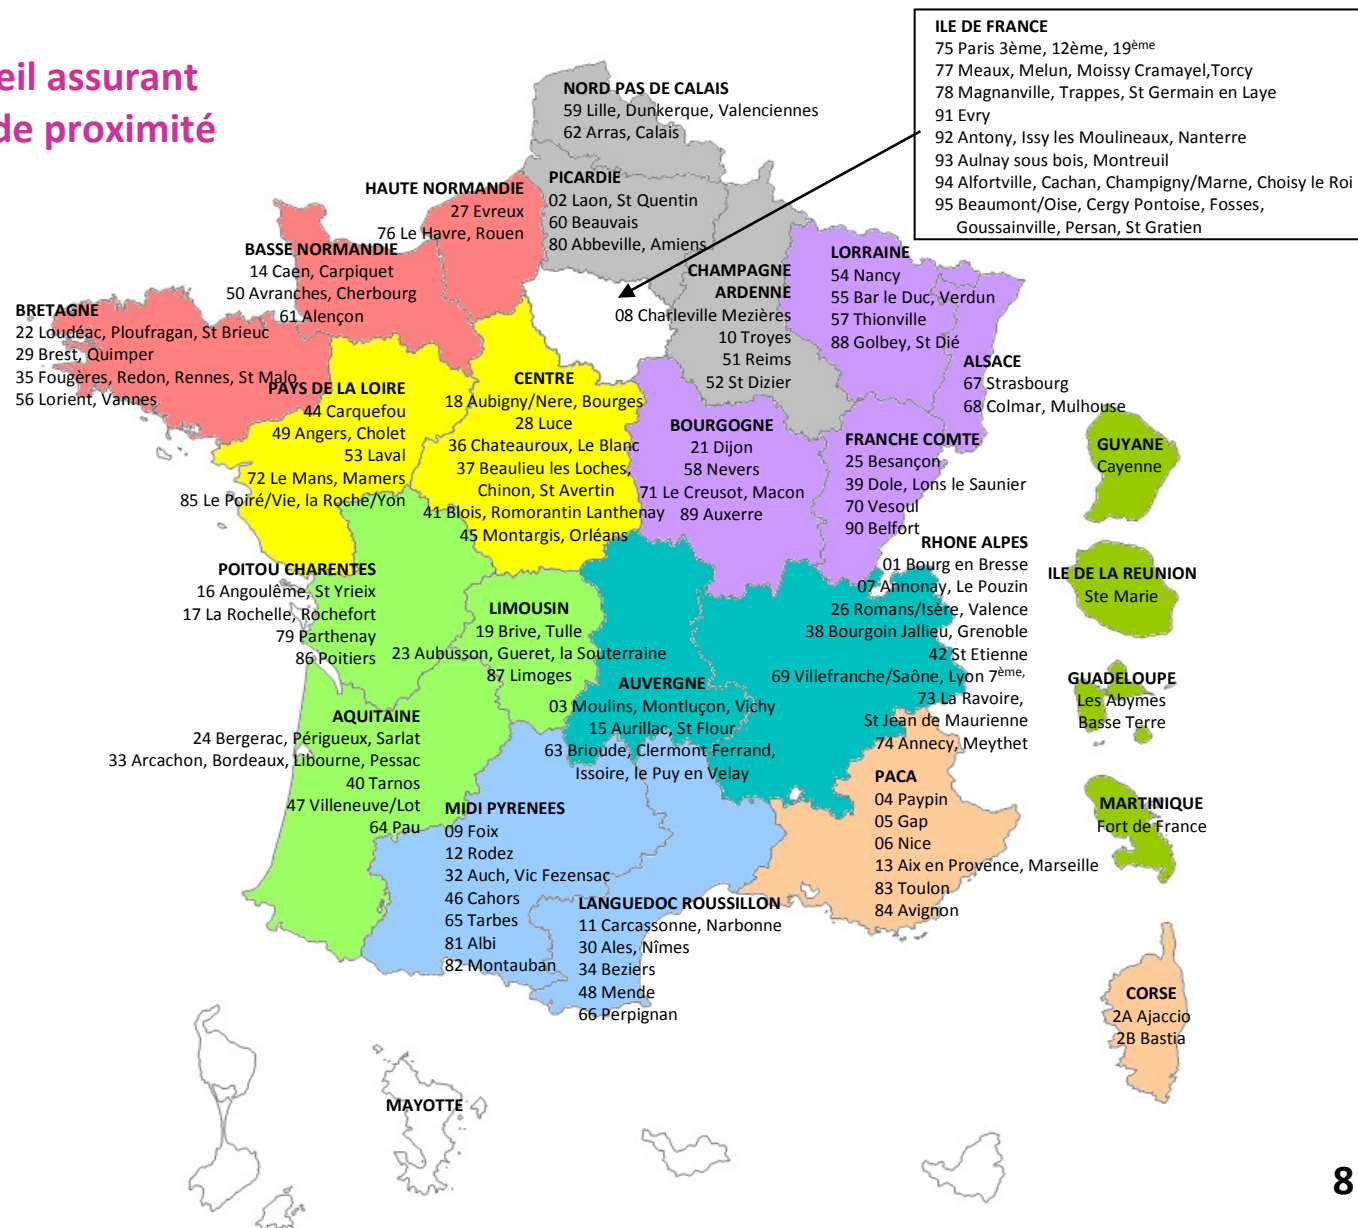 eil assurant
de proximité
ILE DE FRANCE
75 Paris 3ème, 12ème, 19ème
77 Meaux, Melun, Moissy Cramayel,Torcy
78 Magnanville, Trappes, St Germain en Laye
91 Evry
92 Antony, Issy les Moulineaux, Nanterre
93 Aulnay sous bois, Montreuil
94 Alfortville, Cachan, Champigny/Marne, Choisy le Roi
95 Beaumont/Oise, Cergy Pontoise, Fosses,
Goussainville, Persan, St Gratien
NORD PAS DE CALAIS
59 Lille, Dunkerque, Valenciennes
62 Arras, Calais
PICARDIE
02 Laon, St Quentin
60 Beauvais
80 Abbeville, Amiens
HAUTE NORMANDIE
27 Evreux
76 Le Havre, Rouen
BASSE NORMANDIE
14 Caen, Carpiquet
50 Avranches, Cherbourg
61 Alençon
CHAMPAGNE
ARDENNE
08 Charleville Mezières
10 Troyes
51 Reims
52 St Dizier
LORRAINE
54 Nancy
55 Bar le Duc, Verdun
57 Thionville
88 Golbey, St Dié
ALSACE
67 Strasbourg
68 Colmar, Mulhouse
BRETAGNE
22 Loudéac, Ploufragan, St Brieuc
29 Brest, Quimper
35 Fougères, Redon, Rennes, St Malo
56 Lorient, Vannes
PAYS DE LA LOIRE
44 Carquefou
49 Angers, Cholet
53 Laval
72 Le Mans, Mamers
85 Le Poiré/Vie, la Roche/Yon
CENTRE
18 Aubigny/Nere, Bourges
28 Luce
36 Chateauroux, Le Blanc
37 Beaulieu les Loches,
Chinon, St Avertin
41 Blois, Romorantin Lanthenay
45 Montargis, Orléans
BOURGOGNE
21 Dijon
58 Nevers
71 Le Creusot, Macon
89 Auxerre
FRANCHE COMTE
25 Besançon
39 Dole, Lons le Saunier
70 Vesoul
90 Belfort
GUYANE
Cayenne
RHONE ALPES
01 Bourg en Bresse
07 Annonay, Le Pouzin
26 Romans/Isère, Valence
38 Bourgoin Jallieu, Grenoble
42 St Etienne
69 Villefranche/Saône, Lyon 7ème,
73 La Ravoire,
St Jean de Maurienne
74 Annecy, Meythet
ILE DE LA REUNION
Ste Marie
POITOU CHARENTES
16 Angoulême, St Yrieix
17 La Rochelle, Rochefort
79 Parthenay
86 Poitiers
LIMOUSIN
19 Brive, Tulle
23 Aubusson, Gueret, la Souterraine
87 Limoges
AUVERGNE
03 Moulins, Montluçon, Vichy
15 Aurillac, St Flour
63 Brioude, Clermont Ferrand,
Issoire, le Puy en Velay
GUADELOUPE
Les Abymes
Basse Terre
AQUITAINE
24 Bergerac, Périgueux, Sarlat
33 Arcachon, Bordeaux, Libourne, Pessac
40 Tarnos
47 Villeneuve/Lot
64 Pau
MIDI PYRENEES
09 Foix
12 Rodez
32 Auch, Vic Fezensac
46 Cahors
65 Tarbes
81 Albi
82 Montauban
PACA
04 Paypin
05 Gap
06 Nice
13 Aix en Provence, Marseille
83 Toulon
84 Avignon
MARTINIQUE
Fort de France
LANGUEDOC ROUSSILLON
11 Carcassonne, Narbonne
30 Ales, Nîmes
34 Beziers
48 Mende
66 Perpignan
CORSE
2A Ajaccio
2B Bastia
MAYOTTE
8